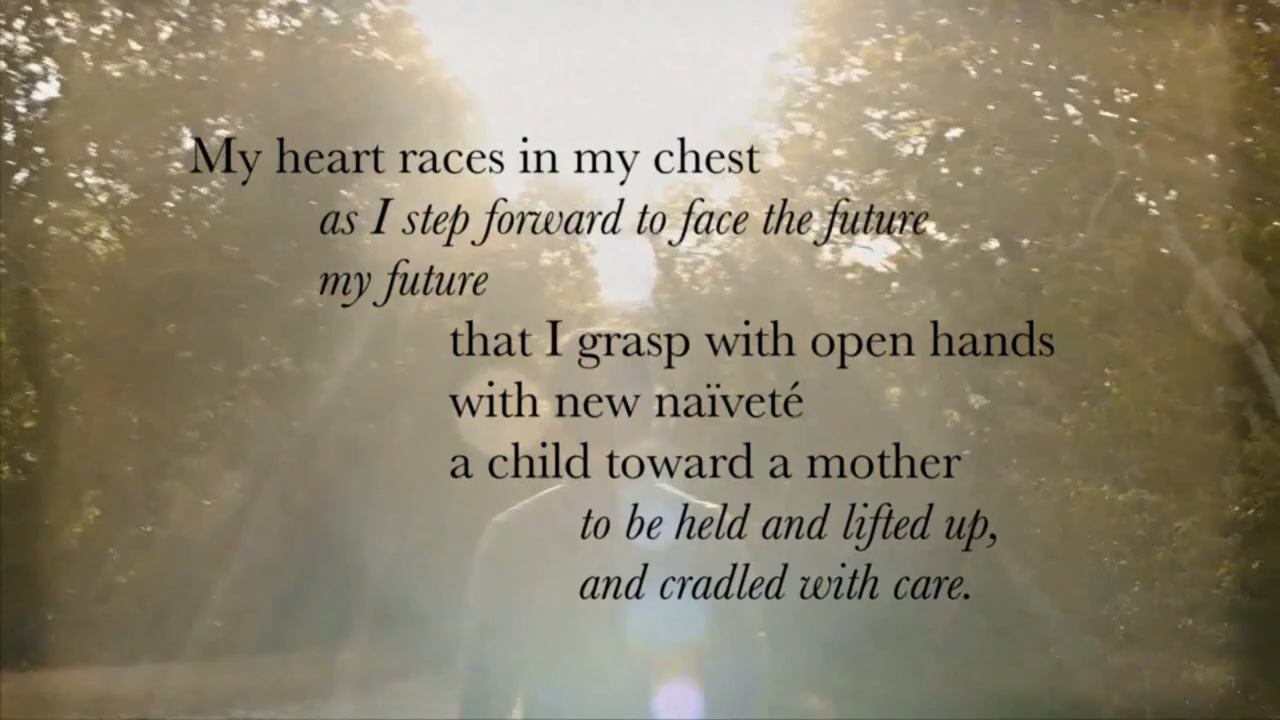 My heart races in my chest
as I step forward to face the future
my future
that I grasp with open hands
with new naïveté
a child toward a mother
to be held and lifted up,
and cradled with care.